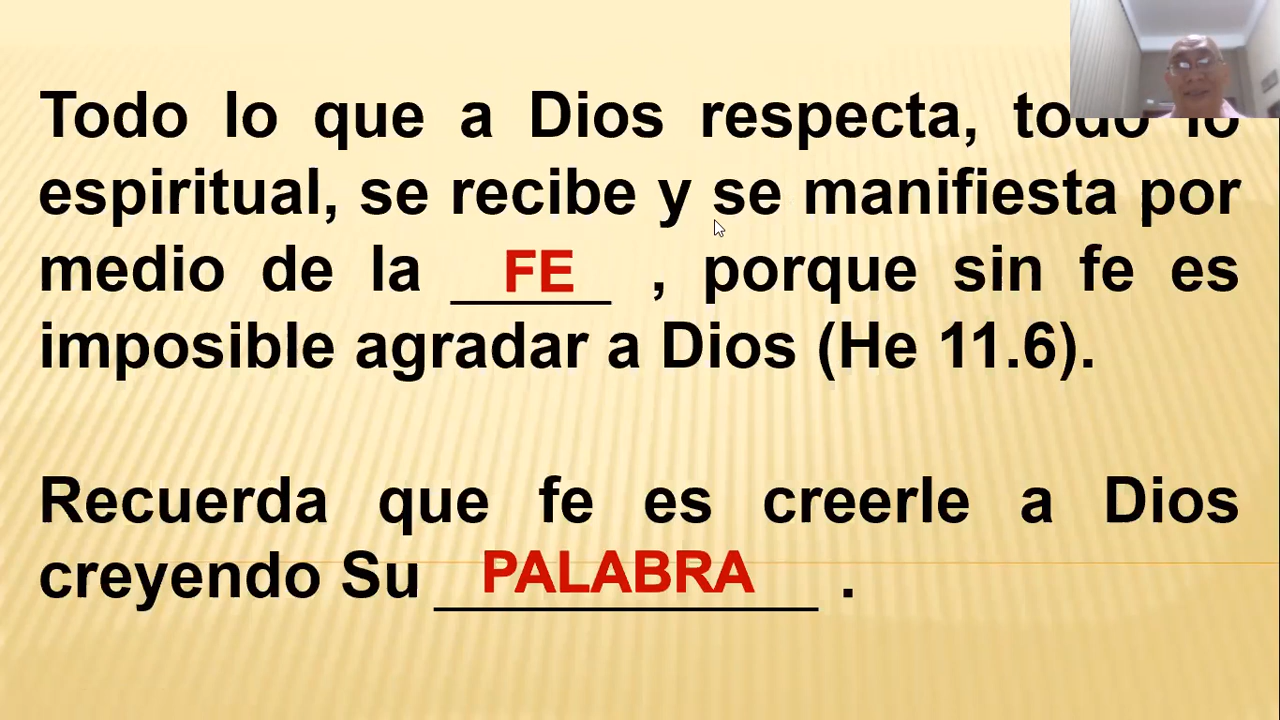 Todo lo que a Dios respecta, todo lo
espiritual, se recibe y se manifiesta por
medio de la FE , porque sin fe es
imposible agradar a Dios (He 11.6).
Recuerda que fe es creerle a Dios
creyendo Su PALABRA .